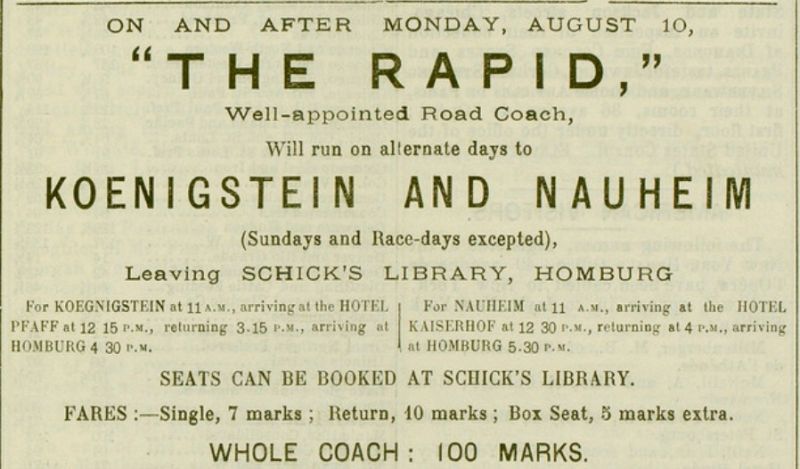 ON AND AFTER MONDAY, AUGUST 10,
"THE RAPID,"
Well-appointed Road Coach,
Will run on alternate days to
KOENIGSTEIN AND NAUHEIM
(Sundays and Race-days excepted),
Leaving SCHICK'S LIBRARY, HOMBURG
For KOEGNIGSTEIN at 11 A.M., arriving at the HOTEL
PFAFF at 12 15 P.M., returning 3.15 P.M., arriving at
HOMBURG 4 30 P.M.
For NAUHEIM at 11 A.M., arriving at the HOTEL
KAISERHOF at 12 30 P.M., returning at 4 P.M., arriving
at HOMBURG 5.30 P.M.
SEATS CAN BE BOOKED AT SCHICK'S LIBRARY.
FARES :—Single, 7 marks ; Return, 10 marks ; Box Seat, 5 marks extra.
WHOLE COACH : 100 MARKS.